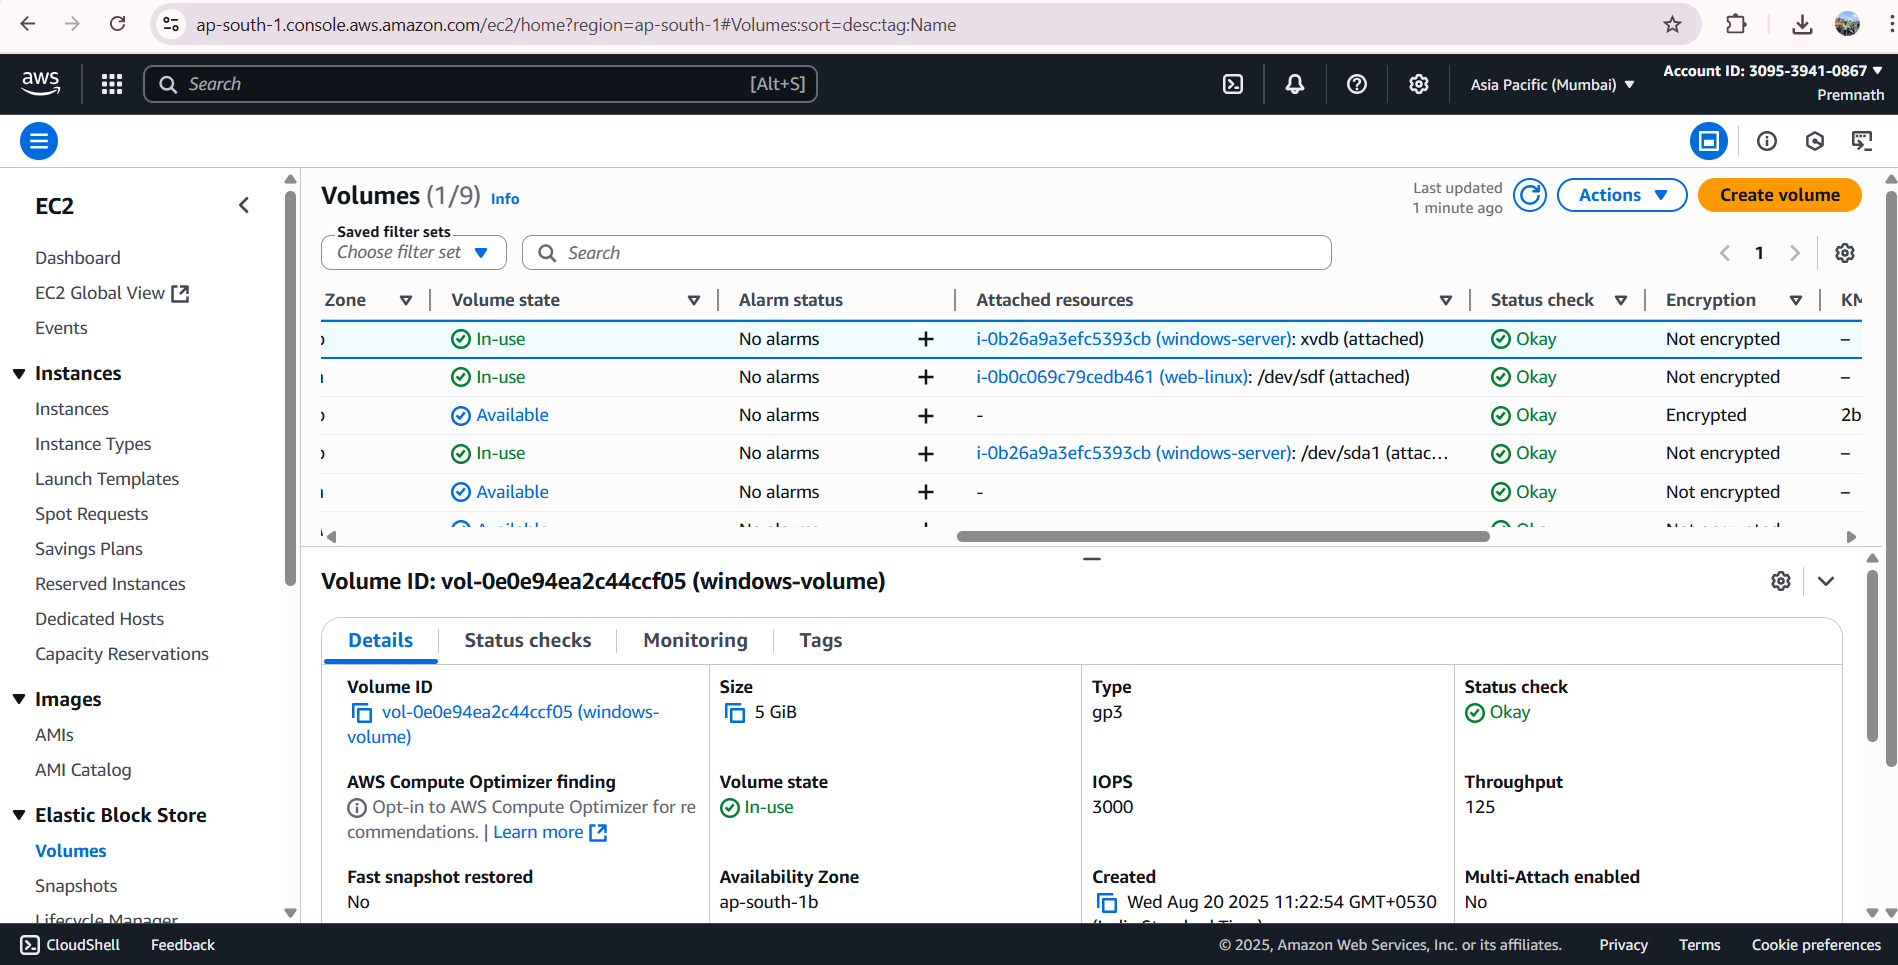 ap-south-1.console.aws.amazon.com/ec2/home?region=ap-south-1#Volumes:sort=desc:tag:Name
aws
Search
[Alt+S]
Asia Pacific (Mumbai)
Account ID: 3095-3941-0867
Premnath
EC2
Dashboard
EC2 Global View
Events
Instances
Instances
Instance Types
Launch Templates
Spot Requests
Savings Plans
Reserved Instances
Dedicated Hosts
Capacity Reservations
Images
AMIs
AMI Catalog
Elastic Block Store
Volumes
Snapshots
Lifecycle Manager
Volumes (1/9) Info
Last updated
1 minute ago
Actions
Create volume
Saved filter sets
Choose filter set
Search
1
Zone Volume state Alarm status Attached resources Status check Encryption KM
In-use No alarms i-0b26a9a3efc5393cb (windows-server): xvdb (attached) Okay Not encrypted –
In-use No alarms i-0b0c069c79cedb461 (web-linux): /dev/sdf (attached) Okay Not encrypted –
Available No alarms - Okay Encrypted 2b
In-use No alarms i-0b26a9a3efc5393cb (windows-server): /dev/sda1 (attac... Okay Not encrypted –
Available No alarms - Okay Not encrypted –
Volume ID: vol-0e0e94ea2c44ccf05 (windows-volume)
Details Status checks Monitoring Tags
Volume ID
vol-0e0e94ea2c44ccf05 (windows-
volume)
Size
5 GiB
Type
gp3
Status check
Okay
AWS Compute Optimizer finding
Opt-in to AWS Compute Optimizer for re
commendations. | Learn more
Volume state
In-use
IOPS
3000
Throughput
125
Fast snapshot restored
No
Availability Zone
ap-south-1b
Created
Wed Aug 20 2025 11:22:54 GMT+0530
Multi-Attach enabled
No
CloudShell Feedback
© 2025, Amazon Web Services, Inc. or its affiliates. Privacy Terms Cookie preferences